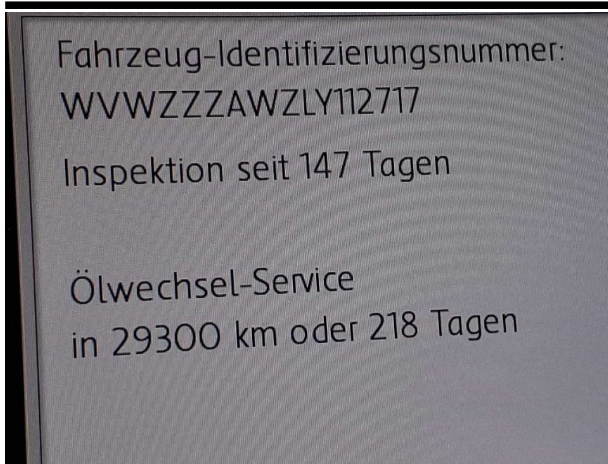 Fahrzeug-Identifizierungsnummer:
WVWZZZAWZLY112717
Inspektion seit 147 Tagen
Ölwechsel-Service
in 29300 km oder 218 Tagen